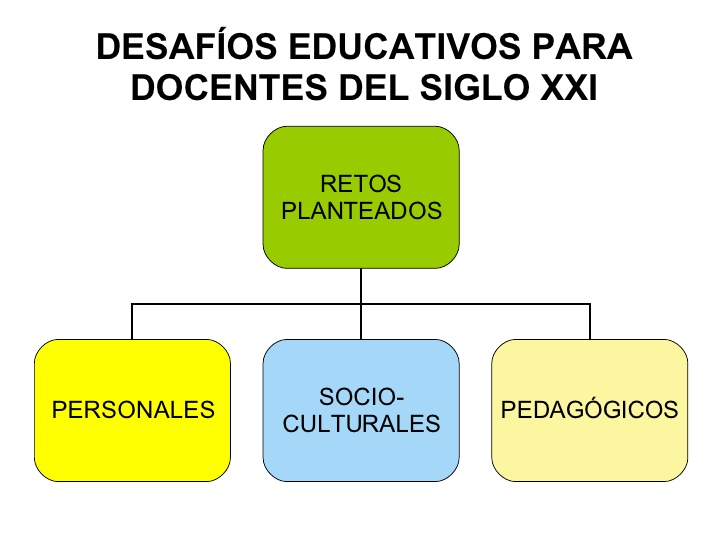 DESAFÍOS EDUCATIVOS PARA
DOCENTES DEL SIGLO XXI
RETOS
PLANTEADOS
PERSONALES
SOCIO-
CULTURALES
PEDAGÓGICOS